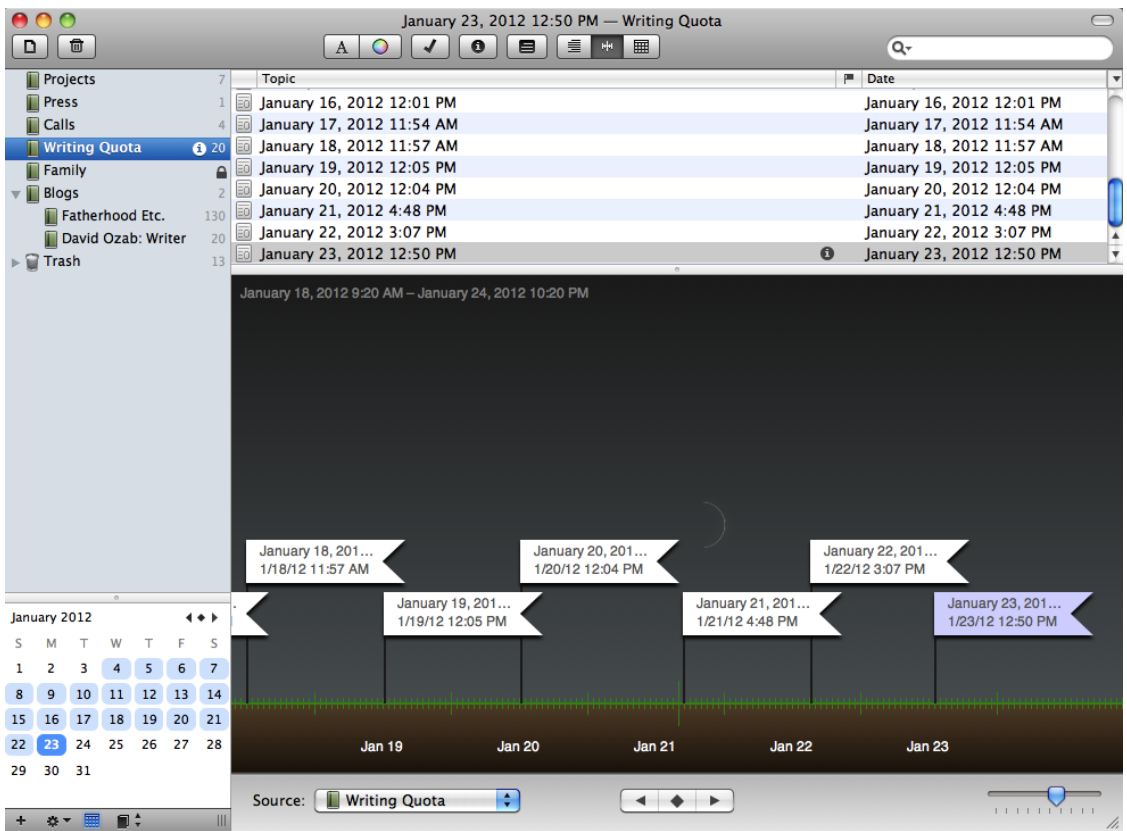 January 23, 2012 12:50 PM — Writing Quota
A
Projects 7
Press 1
Calls 4
Writing Quota 20
Family
Blogs 2
Fatherhood Etc. 130
David Ozab: Writer 20
Trash 13
Topic Date
January 16, 2012 12:01 PM January 16, 2012 12:01 PM
January 17, 2012 11:54 AM January 17, 2012 11:54 AM
January 18, 2012 11:57 AM January 18, 2012 11:57 AM
January 19, 2012 12:05 PM January 19, 2012 12:05 PM
January 20, 2012 12:04 PM January 20, 2012 12:04 PM
January 21, 2012 4:48 PM January 21, 2012 4:48 PM
January 22, 2012 3:07 PM January 22, 2012 3:07 PM
January 23, 2012 12:50 PM January 23, 2012 12:50 PM
January 18, 2012 9:20 AM – January 24, 2012 10:20 PM
January 18, 201...
1/18/12 11:57 AM
January 20, 201...
1/20/12 12:04 PM
January 22, 201...
1/22/12 3:07 PM
January 19, 201...
1/19/12 12:05 PM
January 21, 201...
1/21/12 4:48 PM
January 23, 201...
1/23/12 12:50 PM
Jan 19 Jan 20 Jan 21 Jan 22 Jan 23
January 2012
S M T W T F S
1 2 3 4 5 6 7
8 9 10 11 12 13 14
15 16 17 18 19 20 21
22 23 24 25 26 27 28
29 30 31
Source: Writing Quota